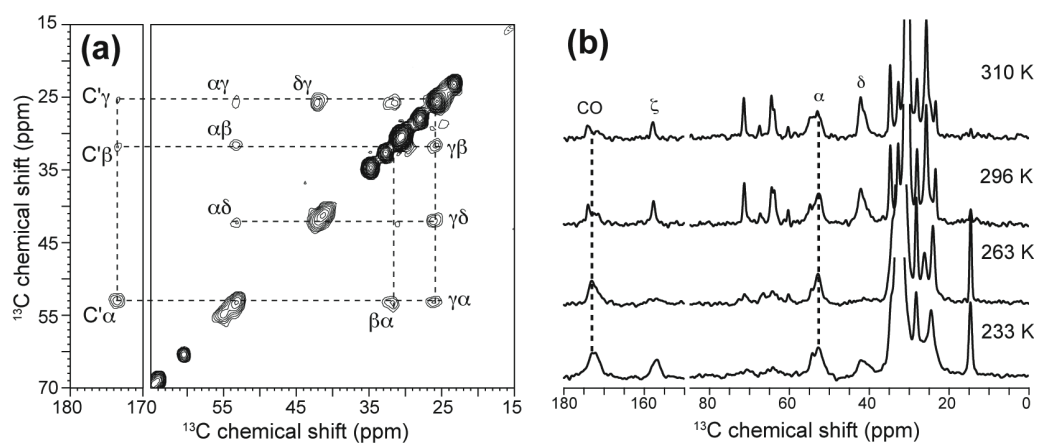 (a)
15
25
35
45
55
70
¹³C chemical shift (ppm)
C'γ
C'β
C'α
αγ
δγ
αβ
γβ
αδ
γδ
βα
γα
180
170
55
45
35
25
15
¹³C chemical shift (ppm)
(b)
310 K
296 K
263 K
233 K
CO
ζ
α
δ
180
160
80
60
40
20
0
¹³C chemical shift (ppm)